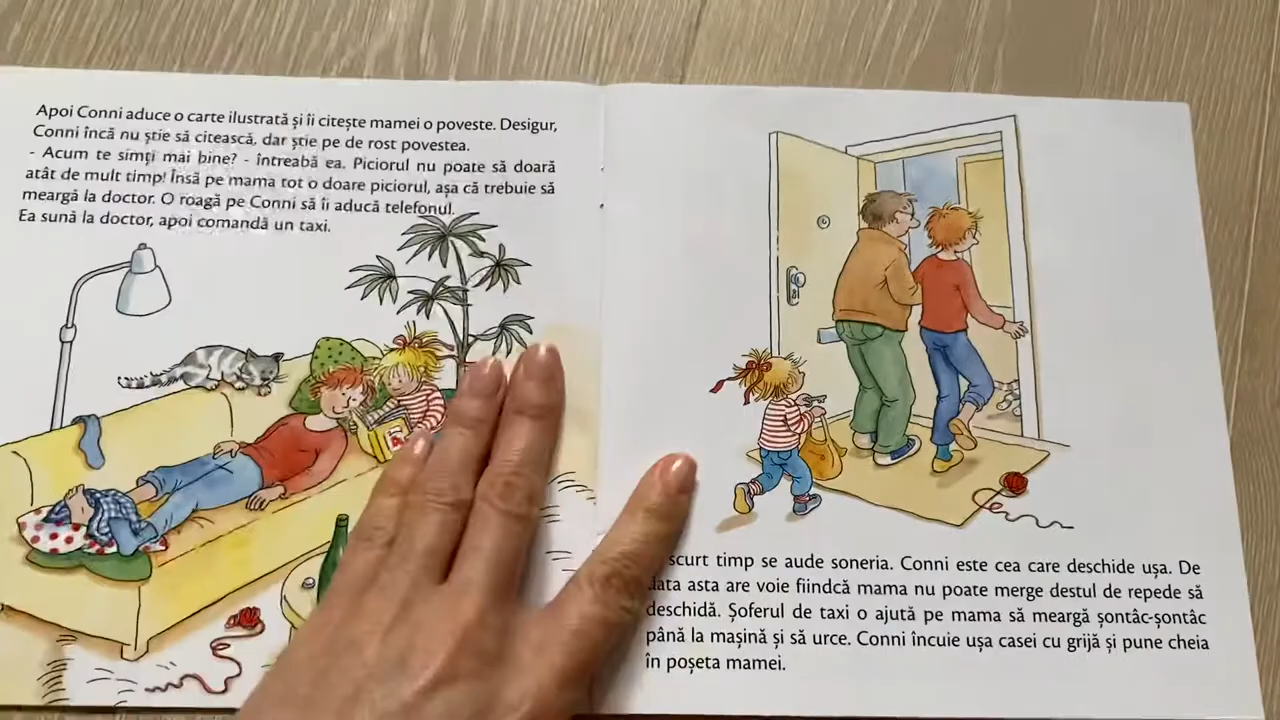 Apoi Conni aduce o carte ilustrată și îi citește mamei o poveste. Desigur,
Conni încă nu știe să citească, dar știe pe de rost povestea.
- Acum te simți mai bine? - întreabă ea. Piciorul nu poate să doară
atât de mult timp! Însă pe mama tot o doare piciorul, așa că trebuie să
meargă la doctor. O roagă pe Conni să îi aducă telefonul.
Ea sună la doctor, apoi comandă un taxi.
scurt timp se aude soneria. Conni este cea care deschide ușa. De
data asta are voie fiindcă mama nu poate merge destul de repede să
deschidă. Șoferul de taxi o ajută pe mama să meargă șontâc-șontâc
până la mașină și să urce. Conni încuie ușa casei cu grijă și pune cheia
în poșeta mamei.